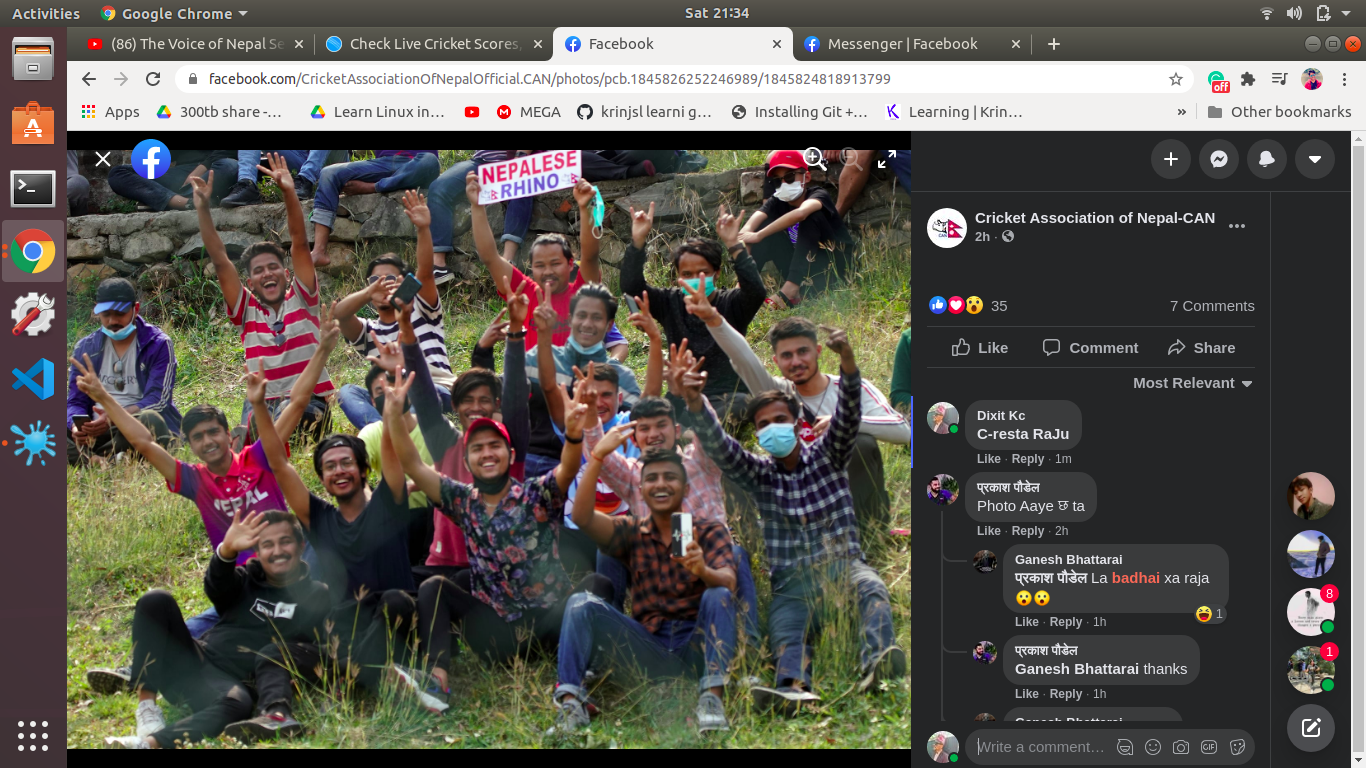 Activities
Google Chrome
Sat 21:34
(86) The Voice of Nepal Se
Check Live Cricket Scores,
Facebook
Messenger | Facebook
facebook.com/CricketAssociationOfNepalOfficial.CAN/photos/pcb.1845826252246989/1845824818913799
off
Apps
300tb share -...
Learn Linux in...
MEGA
krinjsl learni g...
Installing Git +...
Learning | Krin...
»
Other bookmarks
NEPALESE
RHINO
NEPAL
Cricket Association of Nepal-CAN
2h ·
35
7 Comments
Like
Comment
Share
Most Relevant
Dixit Kc
C-resta RaJu
Like · Reply · 1m
प्रकाश पौडेल
Photo Aaye छ ta
Like · Reply · 2h
Ganesh Bhattarai
प्रकाश पौडेल La badhai xa raja
😮😮
😆 1
Like · Reply · 1h
प्रकाश पौडेल
Ganesh Bhattarai thanks
Like · Reply · 1h
Ganesh Bhattarai
Write a comment...
GIF
8
1